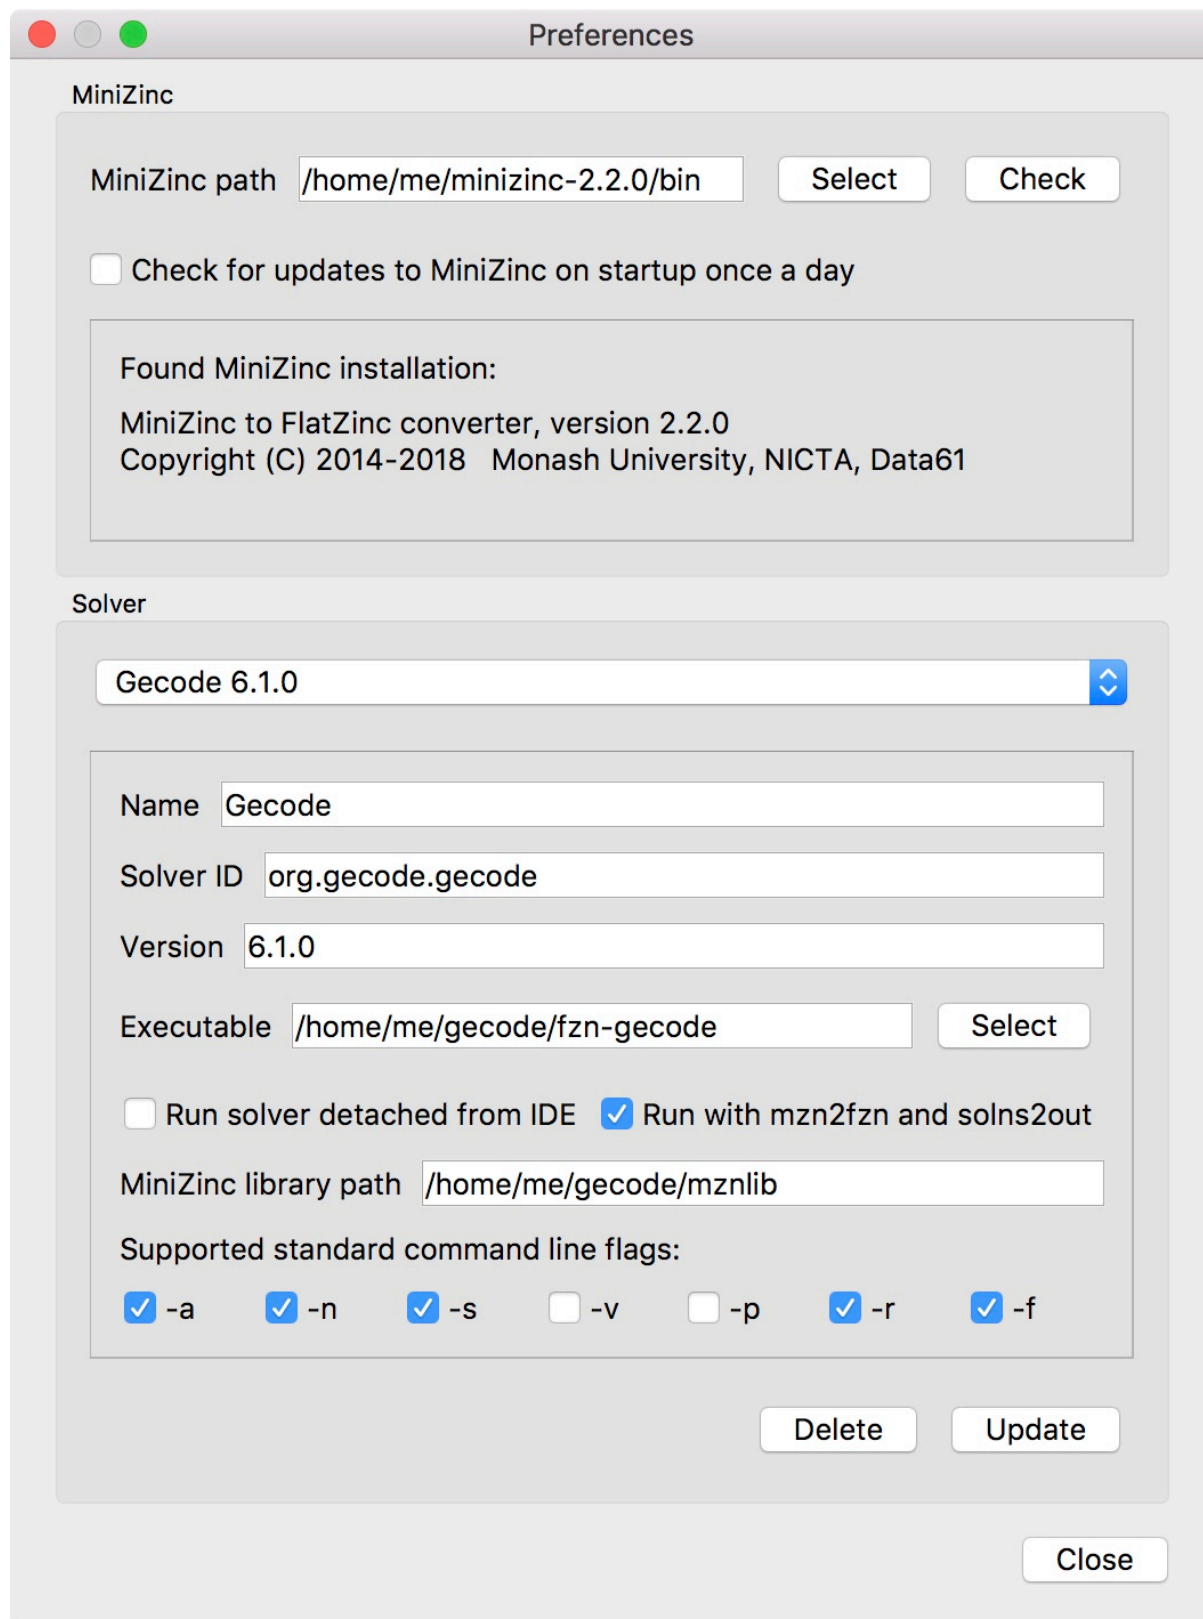 Preferences
MiniZinc
MiniZinc path /home/me/minizinc-2.2.0/bin Select Check
Check for updates to MiniZinc on startup once a day
Found MiniZinc installation:
MiniZinc to FlatZinc converter, version 2.2.0
Copyright (C) 2014-2018 Monash University, NICTA, Data61
Solver
Gecode 6.1.0
Name Gecode
Solver ID org.gecode.gecode
Version 6.1.0
Executable /home/me/gecode/fzn-gecode Select
Run solver detached from IDE Run with mzn2fzn and solns2out
MiniZinc library path /home/me/gecode/mznlib
Supported standard command line flags:
-a -n -s -v -p -r -f
Delete Update
Close